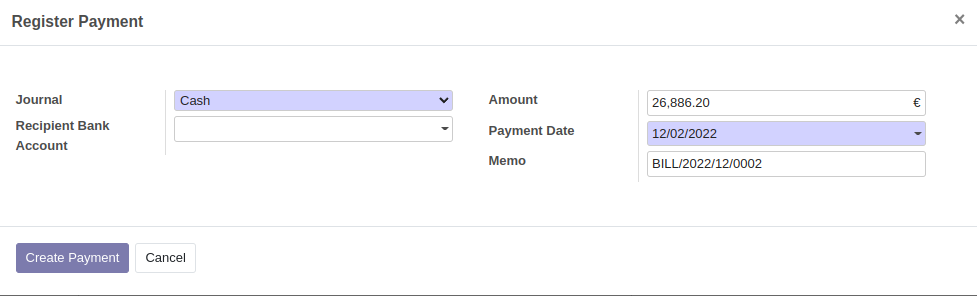 Register Payment ×
Journal Cash
Recipient Bank
Account
Amount 26,886.20 €
Payment Date 12/02/2022
Memo BILL/2022/12/0002
Create Payment Cancel